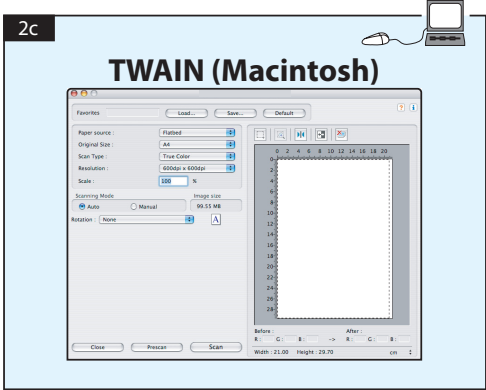 2c
TWAIN (Macintosh)
Favorites Load... Save... Default ? i
Paper source : Flatbed
Original Size : A4
Scan Type : True Color
Resolution : 600dpi x 600dpi
Scale : 100 %
Scanning Mode Image size
Auto Manual 99.55 MB
Rotation : None A
0 2 4 6 8 10 12 14 16 18 20
0
2
4
6
8
10
12
14
16
18
20
22
24
26
28
Before : After :
R : G : B : -> R : G : B :
Close Prescan Scan
Width : 21.00 Height : 29.70 cm